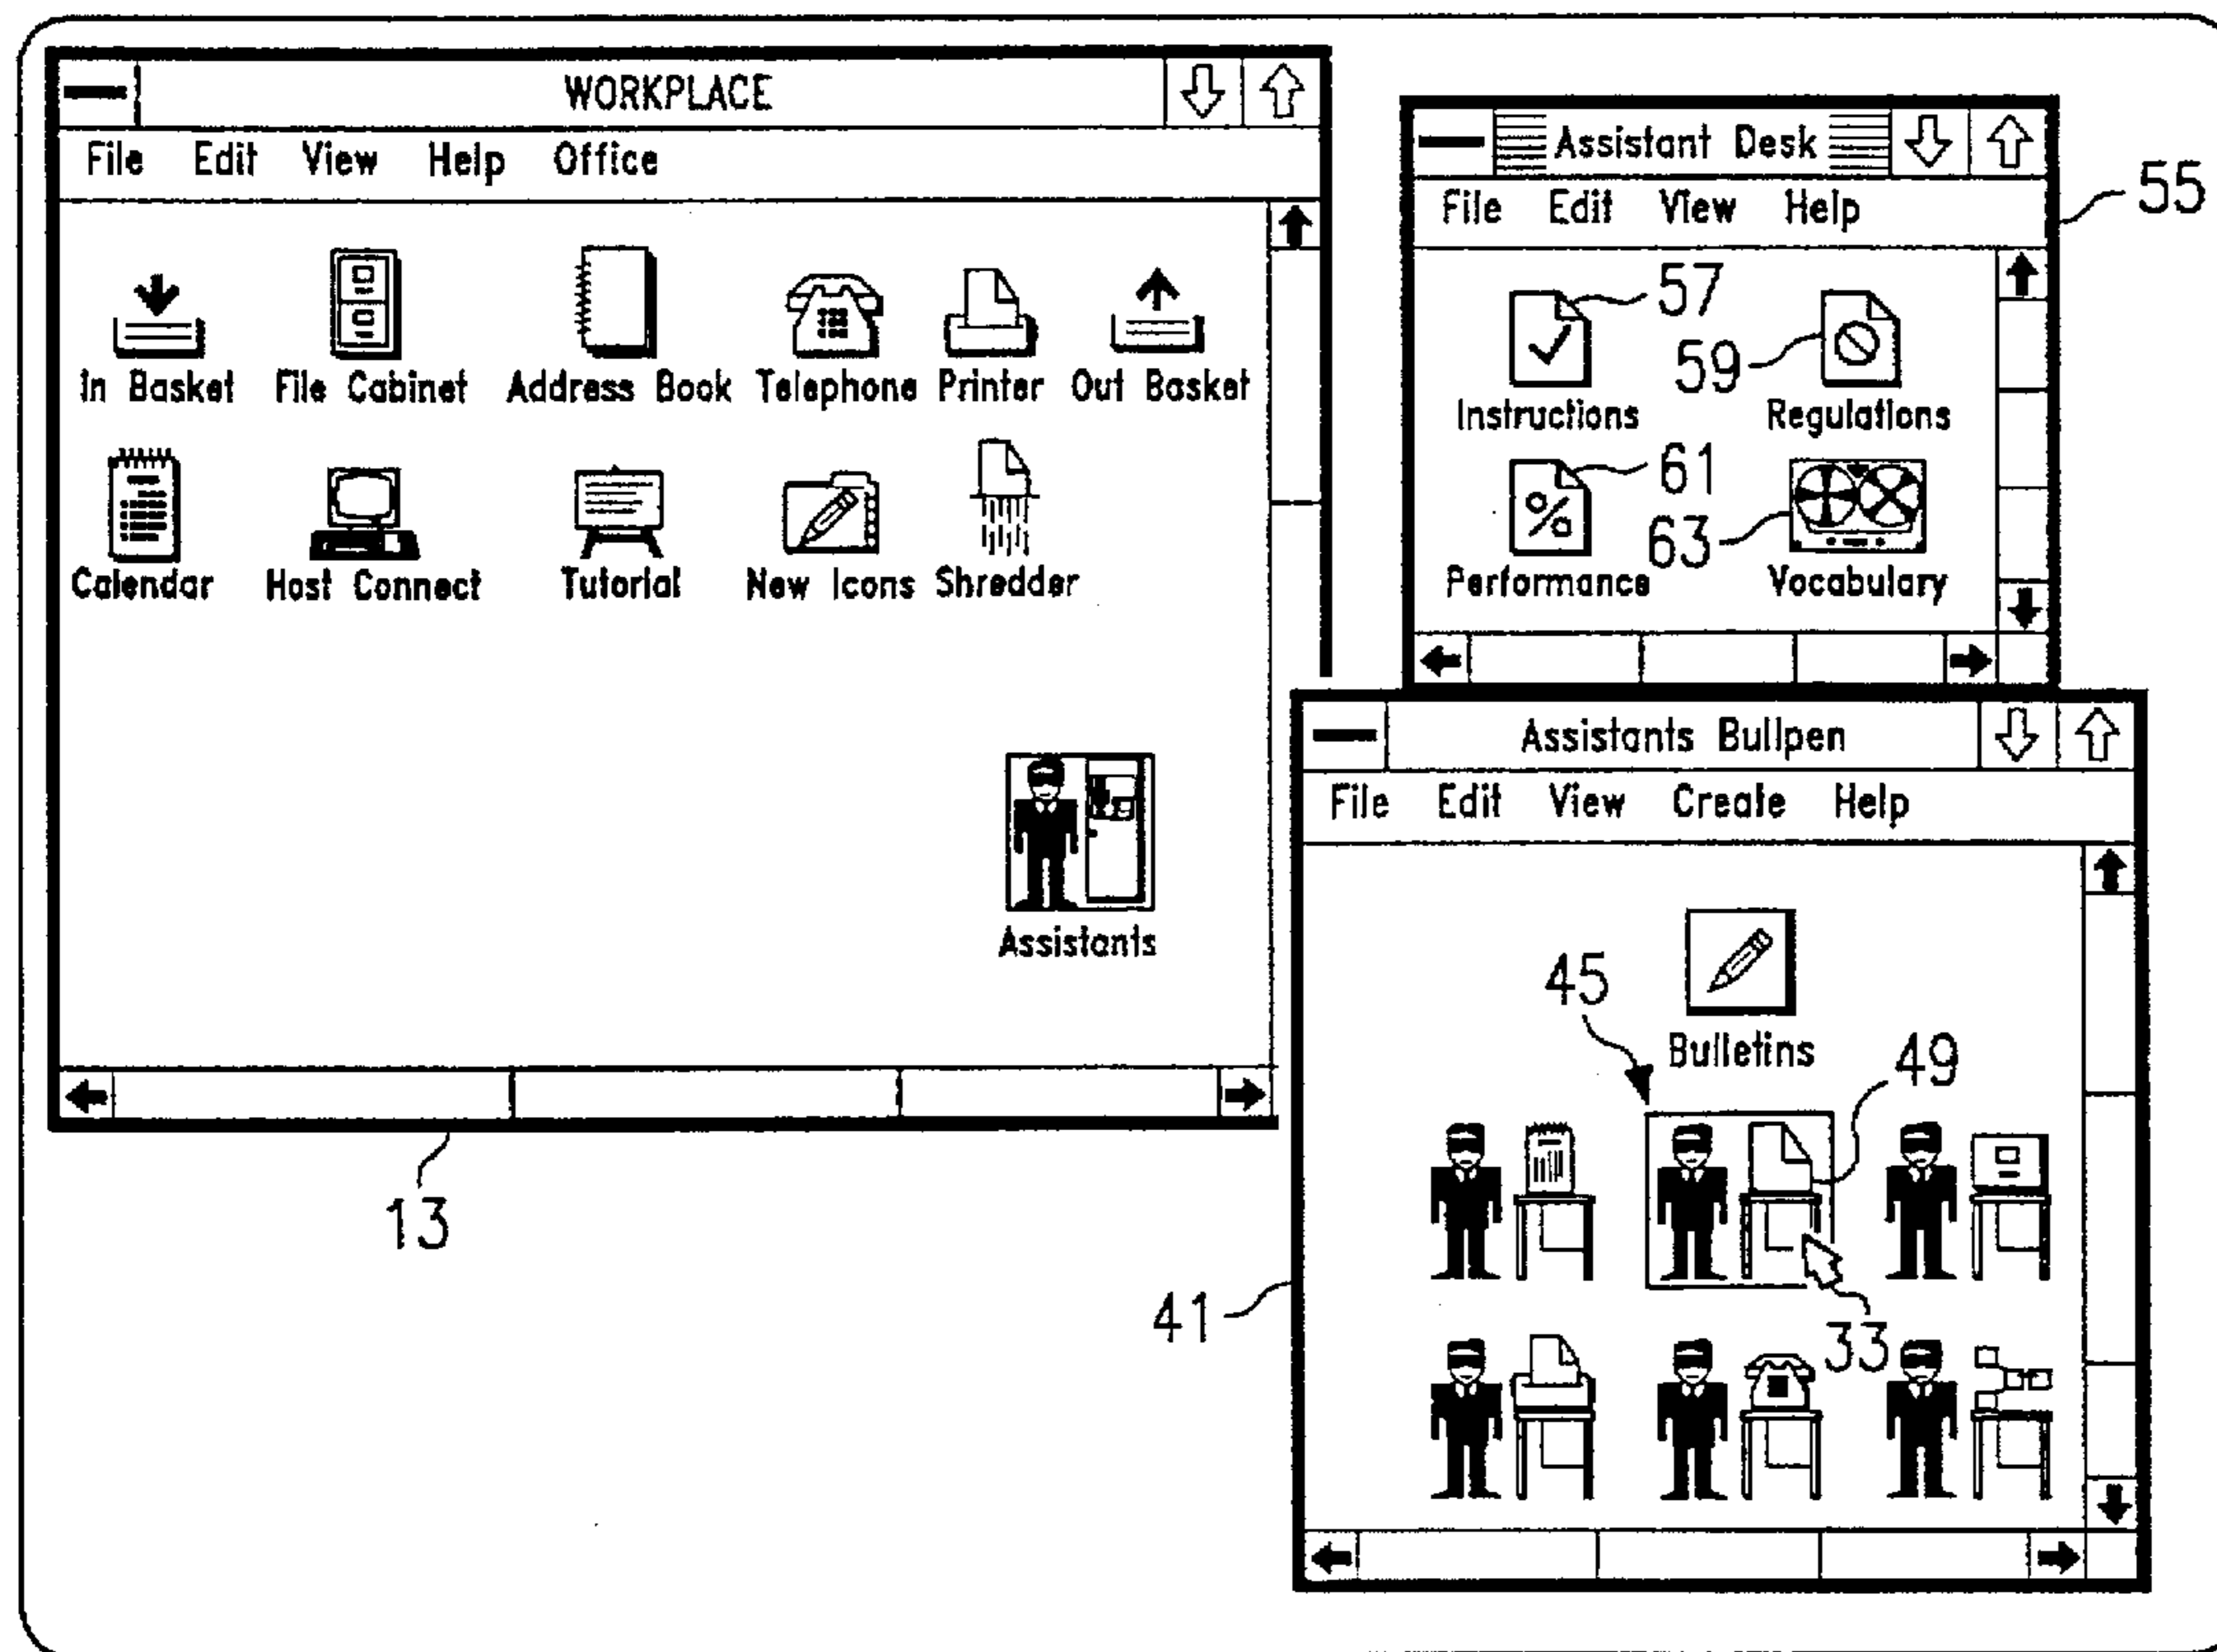 WORKPLACE
File Edit View Help Office
In Basket File Cabinet Address Book Telephone Printer Out Basket
Calendar Host Connect Tutorial New Icons Shredder
Assistants
13
Assistant Desk
55
File Edit View Help
57
59
Instructions Regulations
61
63
Performance Vocabulary
Assistants Bullpen
File Edit View Create Help
45
Bulletins
49
41
33